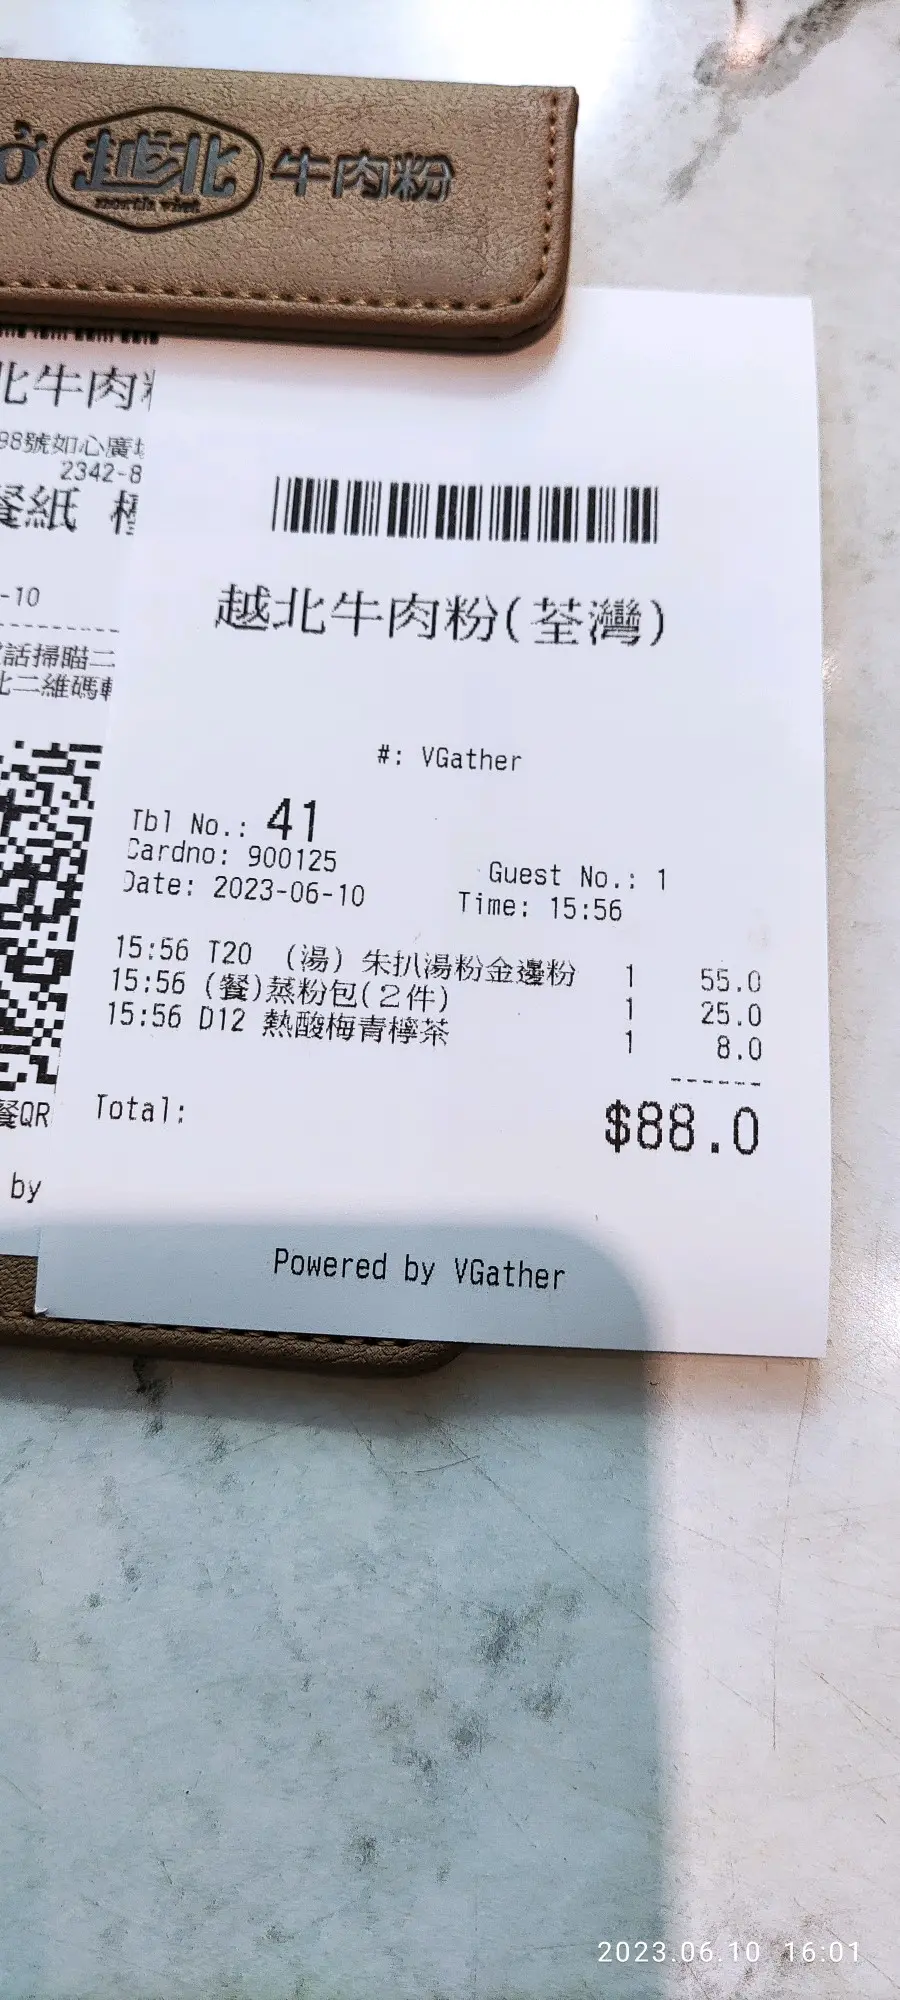 越北 牛肉粉
北牛肉
98號如心廣
2342-8
餐紙
-10
話掃瞄二
北二維碼
餐QR
by
越北牛肉粉(荃灣)
#: VGather
Tbl No.: 41
Cardno: 900125
Guest No.: 1
Date: 2023-06-10
Time: 15:56
15:56 T20 (湯) 朱扒湯粉金邊粉 1 55.0
15:56 (餐)蒸粉包(2件) 1 25.0
15:56 D12 熱酸梅青檸茶 1 8.0
Total: $88.0
Powered by VGather
2023.06.10 16:01